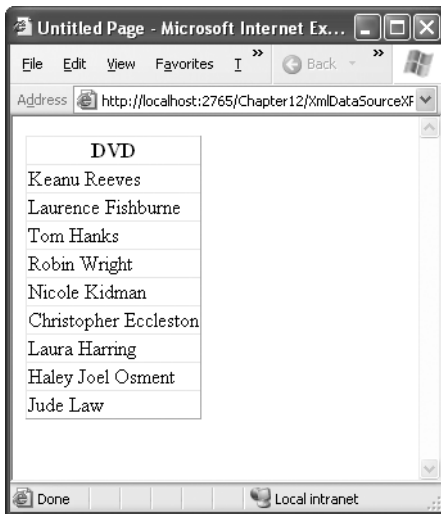 Untitled Page - Microsoft Internet Ex...
File Edit View Favorites T » Back »
Address http://localhost:2765/Chapter12/XmlDataSourceXF
DVD
Keanu Reeves
Laurence Fishburne
Tom Hanks
Robin Wright
Nicole Kidman
Christopher Eccleston
Laura Harring
Haley Joel Osment
Jude Law
Done Local intranet